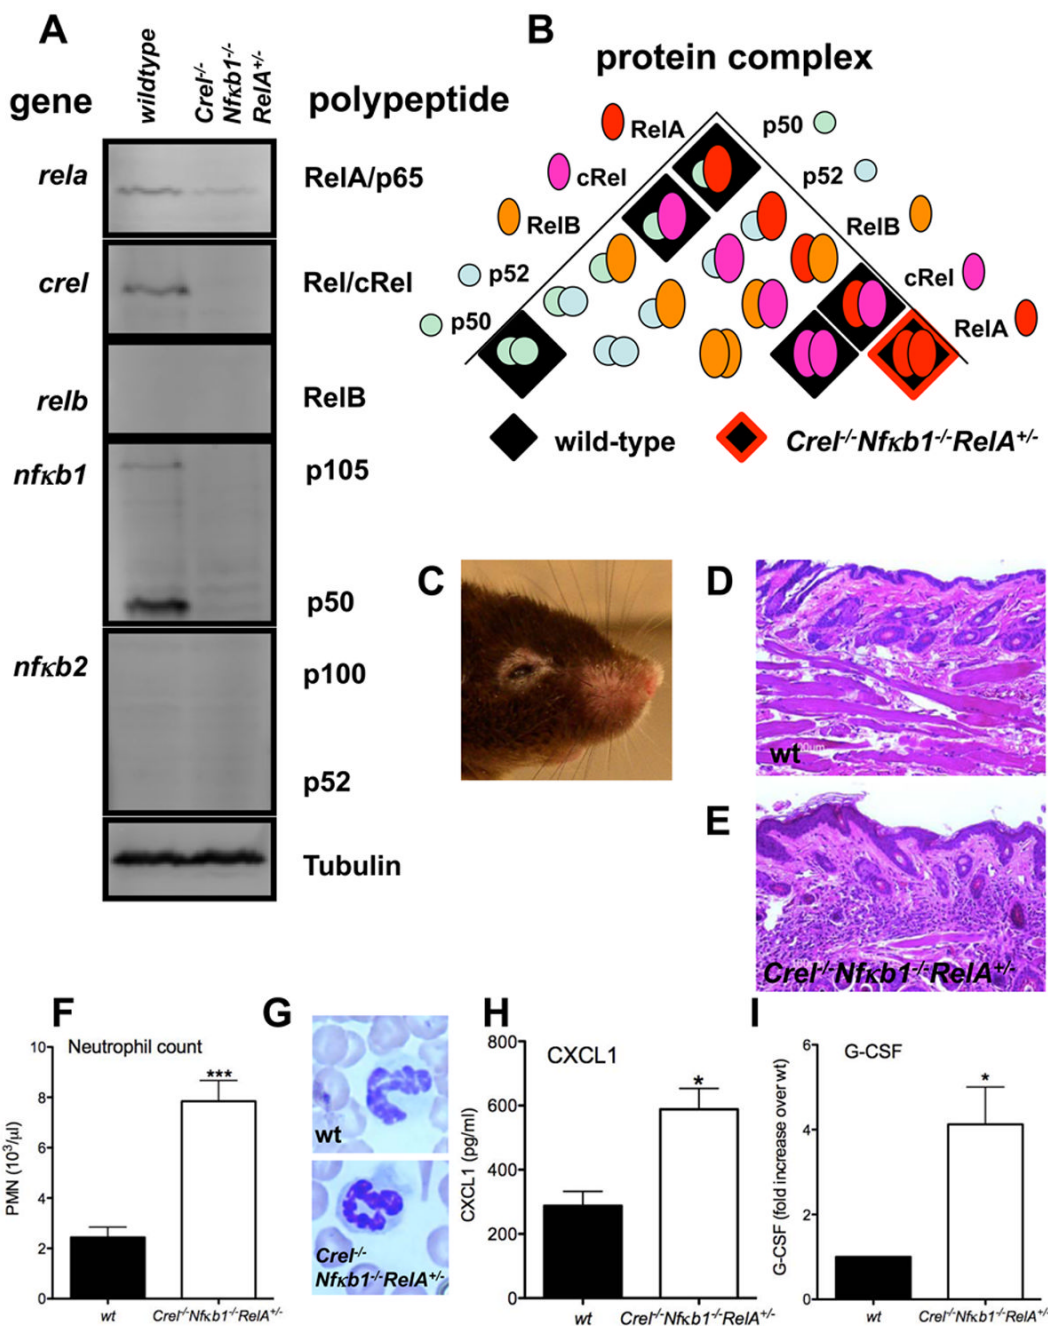 A
gene
wildtype
Crel-/-
Nfκb1-/-
RelA+/-
polypeptide
rela
RelA/p65
crel
Rel/cRel
relb
RelB
nfκb1
p105
p50
nfκb2
p100
p52
Tubulin
B
protein complex
RelA
cRel
RelB
p52
p50
p50
p52
RelB
cRel
RelA
wild-type
Crel-/-Nfκb1-/-RelA+/-
C
D
wt
E
Crel-/-Nfκb1-/-RelA+/-
F
Neutrophil count
PMN (10³/μl)
10
8
6
4
2
0
***
wt
Crel-/-Nfκb1-/-RelA+/-
G
wt
Crel-/-
Nfκb1-/-RelA+/-
H
CXCL1
CXCL1 (pg/ml)
800
600
400
200
0
*
wt
Crel-/-Nfκb1-/-RelA+/-
I
G-CSF
G-CSF (fold increase over wt)
6
4
2
0
*
wt
Crel-/-Nfκb1-/-RelA+/-